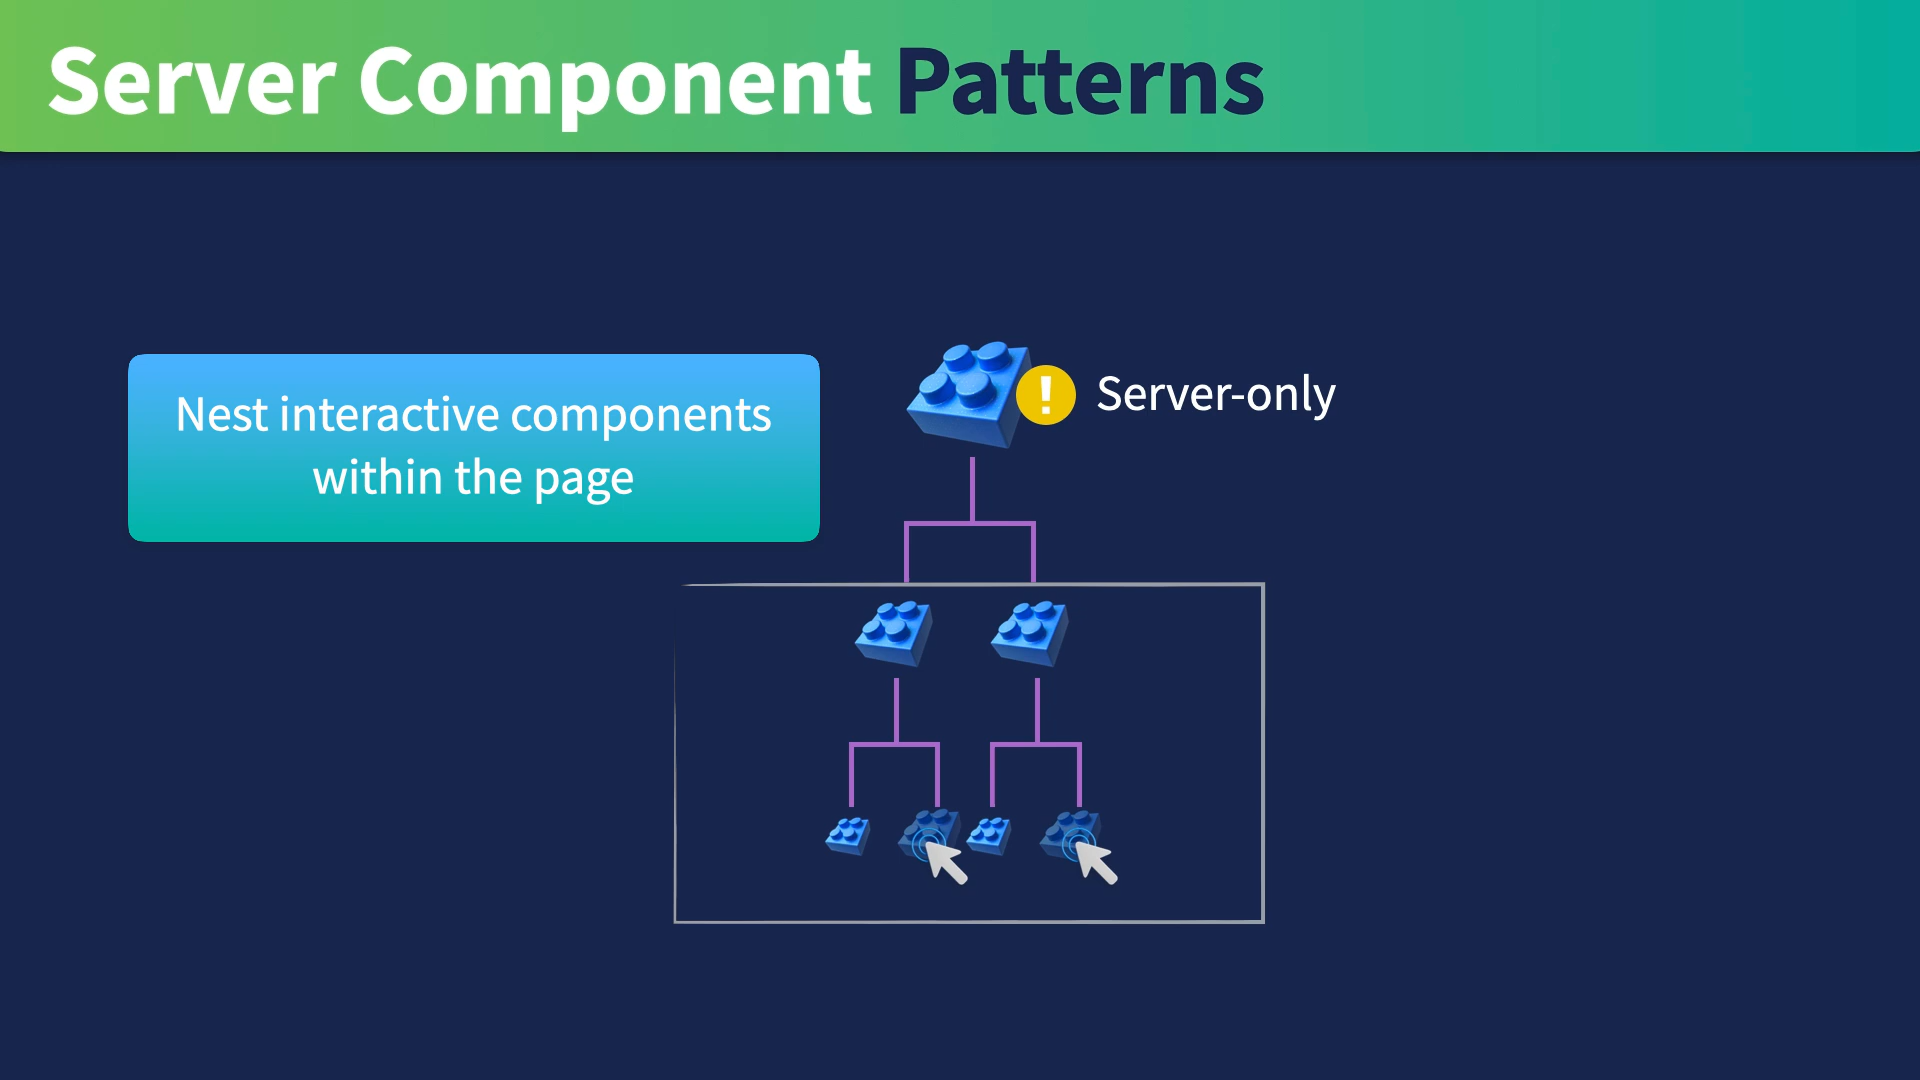 Server Component Patterns
Nest interactive components
within the page
Server-only